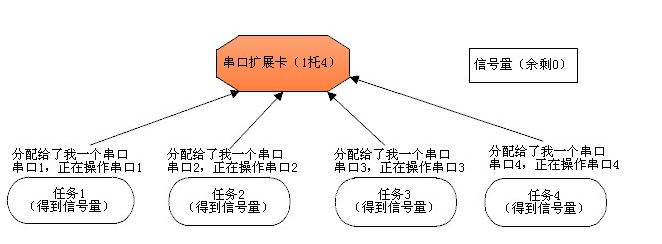 串口扩展卡（1托4）
信号量（余剩0）
分配给了我一个串口
串口1，正在操作串口1
分配给了我一个串口
串口2，正在操作串口2
分配给了我一个串口
串口3，正在操作串口3
分配给了我一个串口
串口4，正在操作串口4
任务1
（得到信号量）
任务2
（得到信号量）
任务3
（得到信号量）
任务4
（得到信号量）